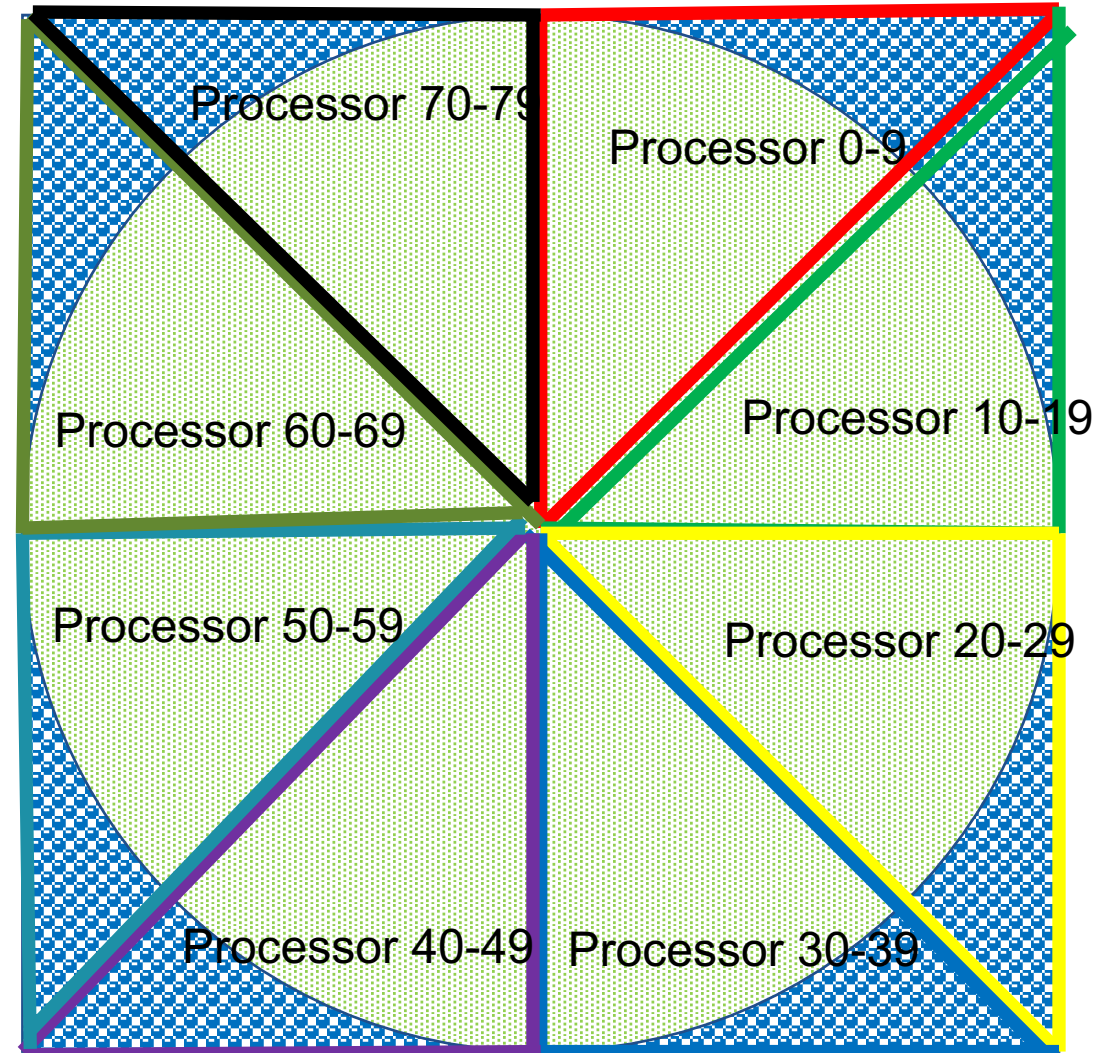 Processor 70-79
Processor 0-9
Processor 10-19
Processor 60-69
Processor 50-59
Processor 20-29
Processor 40-49
Processor 30-39